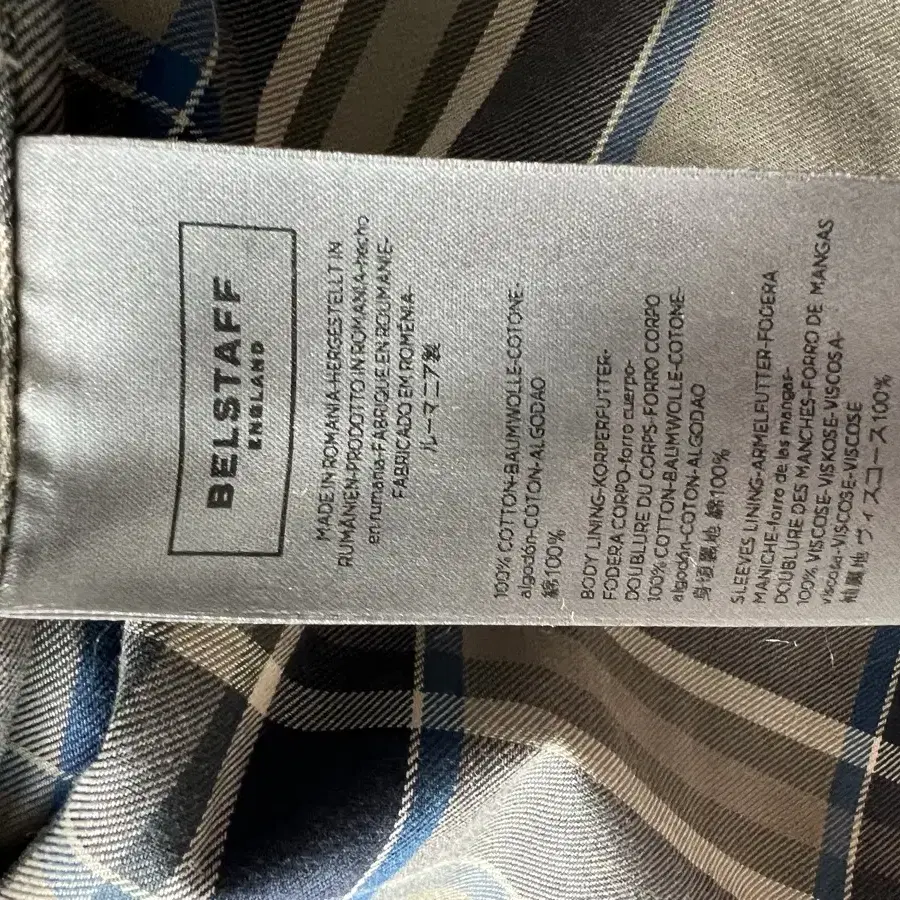 BELSTAFF
ENGLAND
MADE IN ROMANIA-HERGESTELLT IN
RUMÄNIEN-PRODOTTO IN ROMANIA-hecho
en rumania-FABRIQUE EN ROUMANIE-
FABRICADO EM ROMÉNIA-
ルーマニア製
100% COTTON-BAUMWOLLE-COTONE-
algodón-COTON-ALGODAO
綿100%
BODY LINING-KORPERFUTTER-
FODERA CORPO-forro cuerpo-
DOUBLURE DU CORPS-FORRO CORPO
100% COTTON-BAUMWOLLE-COTONE-
algodón-COTON-ALGODAO
身頃裏地 綿100%
SLEEVES LINING-ARMELFUTTER-FODERA
MANICHE-forro de las mangas-
DOUBLURE DES MANCHES-FORRO DE MANGAS
100% VISCOSE-VISKOSE-VISCOSA-
viscosa-VISCOSE-VISCOSE
袖裏地 ヴィスコース100%